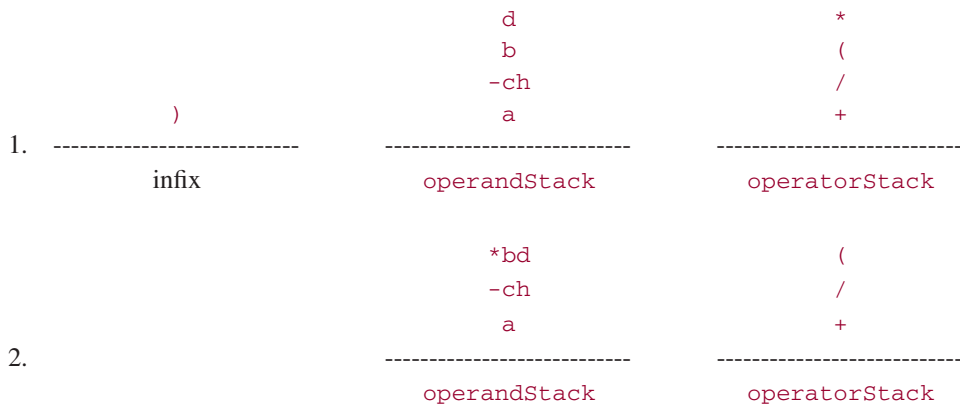 d *
b (
-ch /
) a +
1. ---------------------------- ---------------------------- ----------------------------
infix operandStack operatorStack
*bd (
-ch /
a +
2. ---------------------------- ----------------------------
operandStack operatorStack